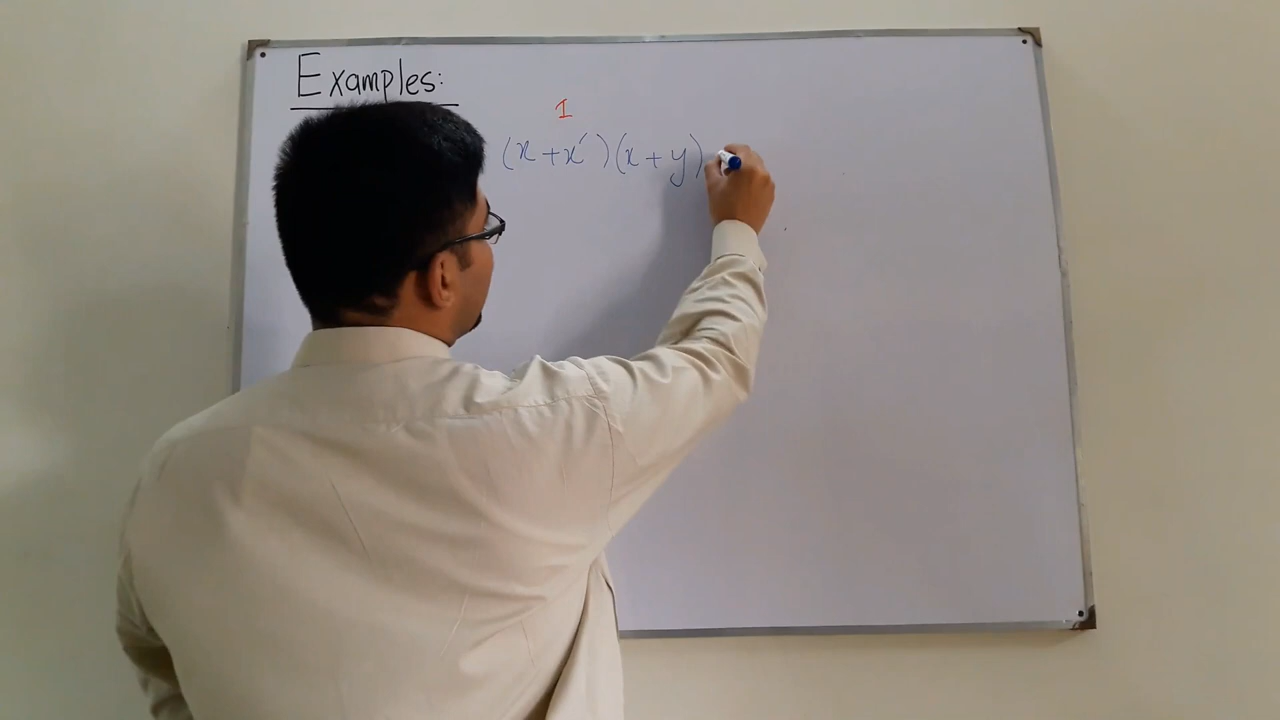 Examples:
1
(x + x′)(x + y)